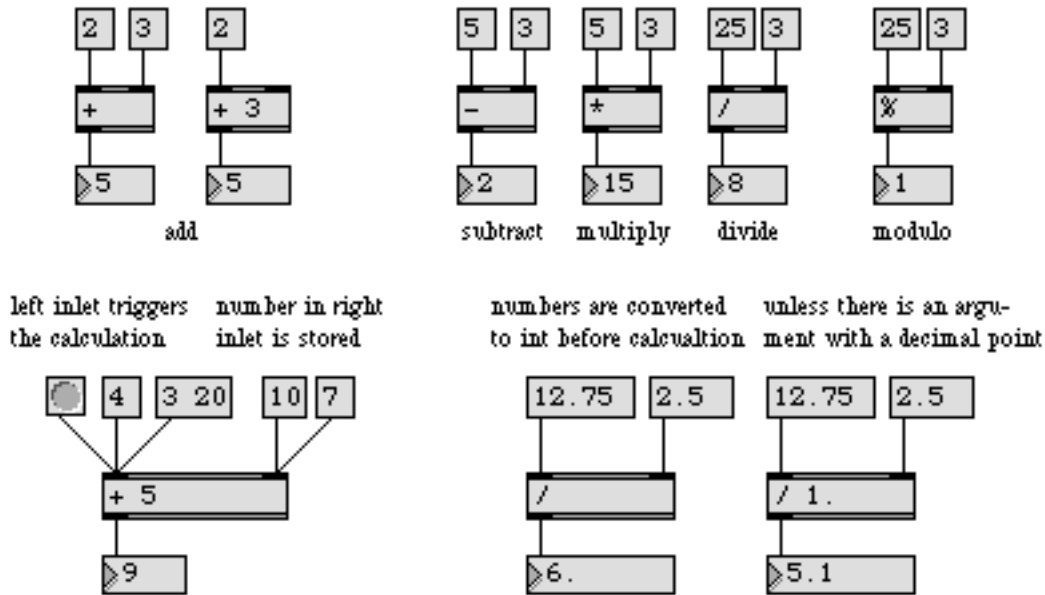 2 3 2 5 3 5 3 25 3 25 3
+ + 3 - * / %
5 5 2 15 8 1
add subtract multiply divide modulo
left inlet triggers number in right numbers are converted unless there is an argu-
the calculation inlet is stored to int before calcualtion ment with a decimal point
4 3 20 10 7 12.75 2.5 12.75 2.5
+ 5 / / 1.
9 6. 5.1